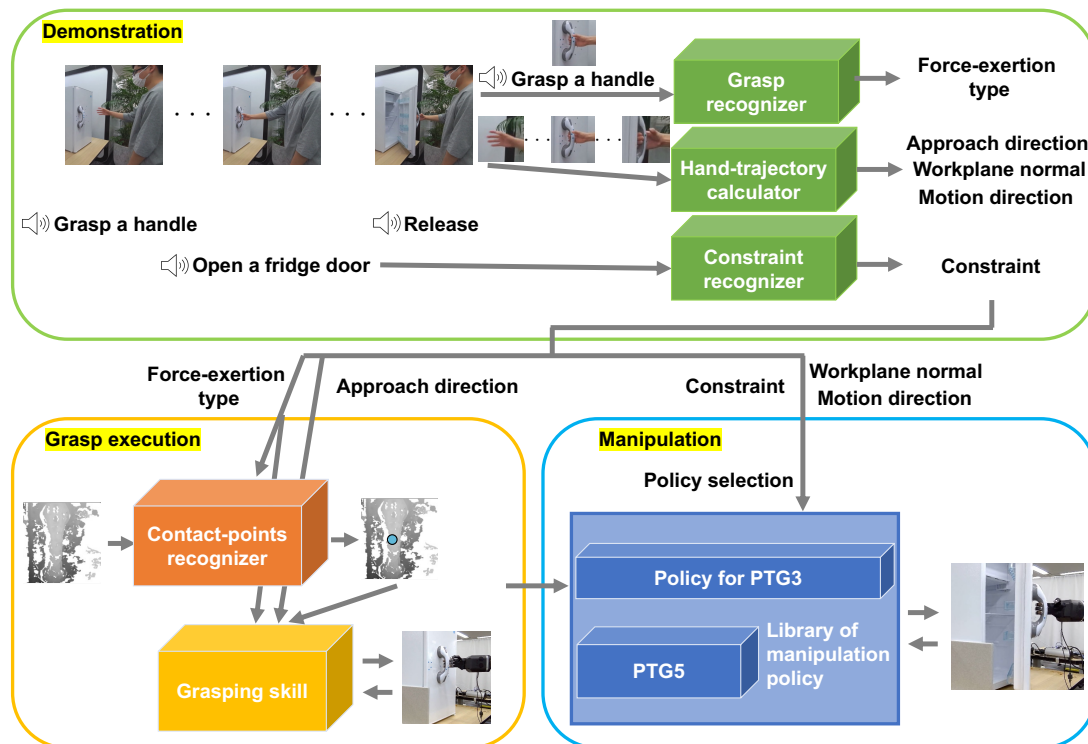 Demonstration
Grasp a handle
Grasp
recognizer
Force-exertion
type
Hand-trajectory
calculator
Approach direction
Workplane normal
Motion direction
Grasp a handle
Release
Open a fridge door
Constraint
recognizer
Constraint
Force-exertion
type
Approach direction
Constraint
Workplane normal
Motion direction
Grasp execution
Contact-points
recognizer
Grasping skill
Manipulation
Policy selection
Policy for PTG3
PTG5
Library of
manipulation
policy